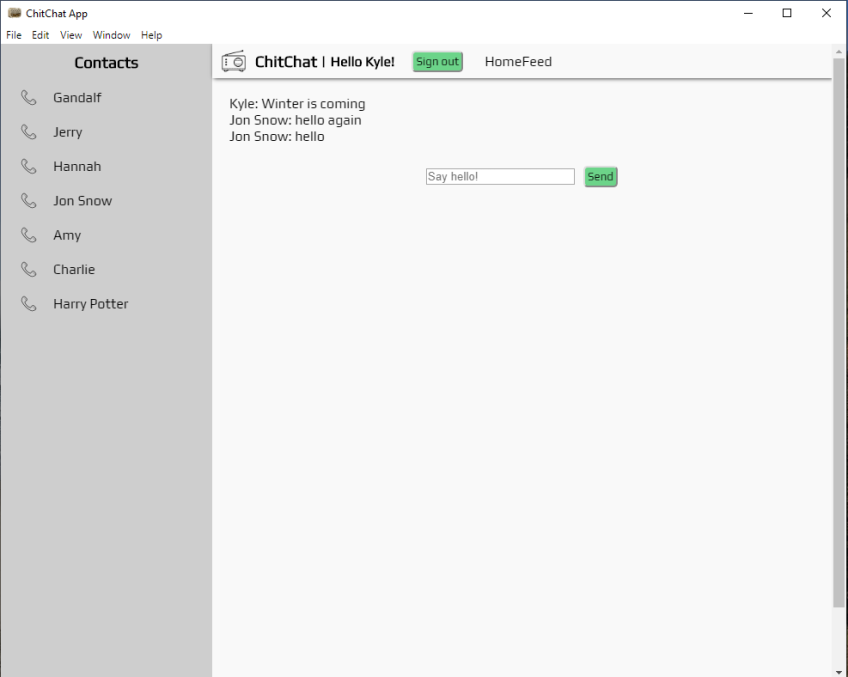 ChitChat App
File Edit View Window Help
Contacts
Gandalf
Jerry
Hannah
Jon Snow
Amy
Charlie
Harry Potter
ChitChat | Hello Kyle! Sign out HomeFeed
Kyle: Winter is coming
Jon Snow: hello again
Jon Snow: hello
Say hello! Send